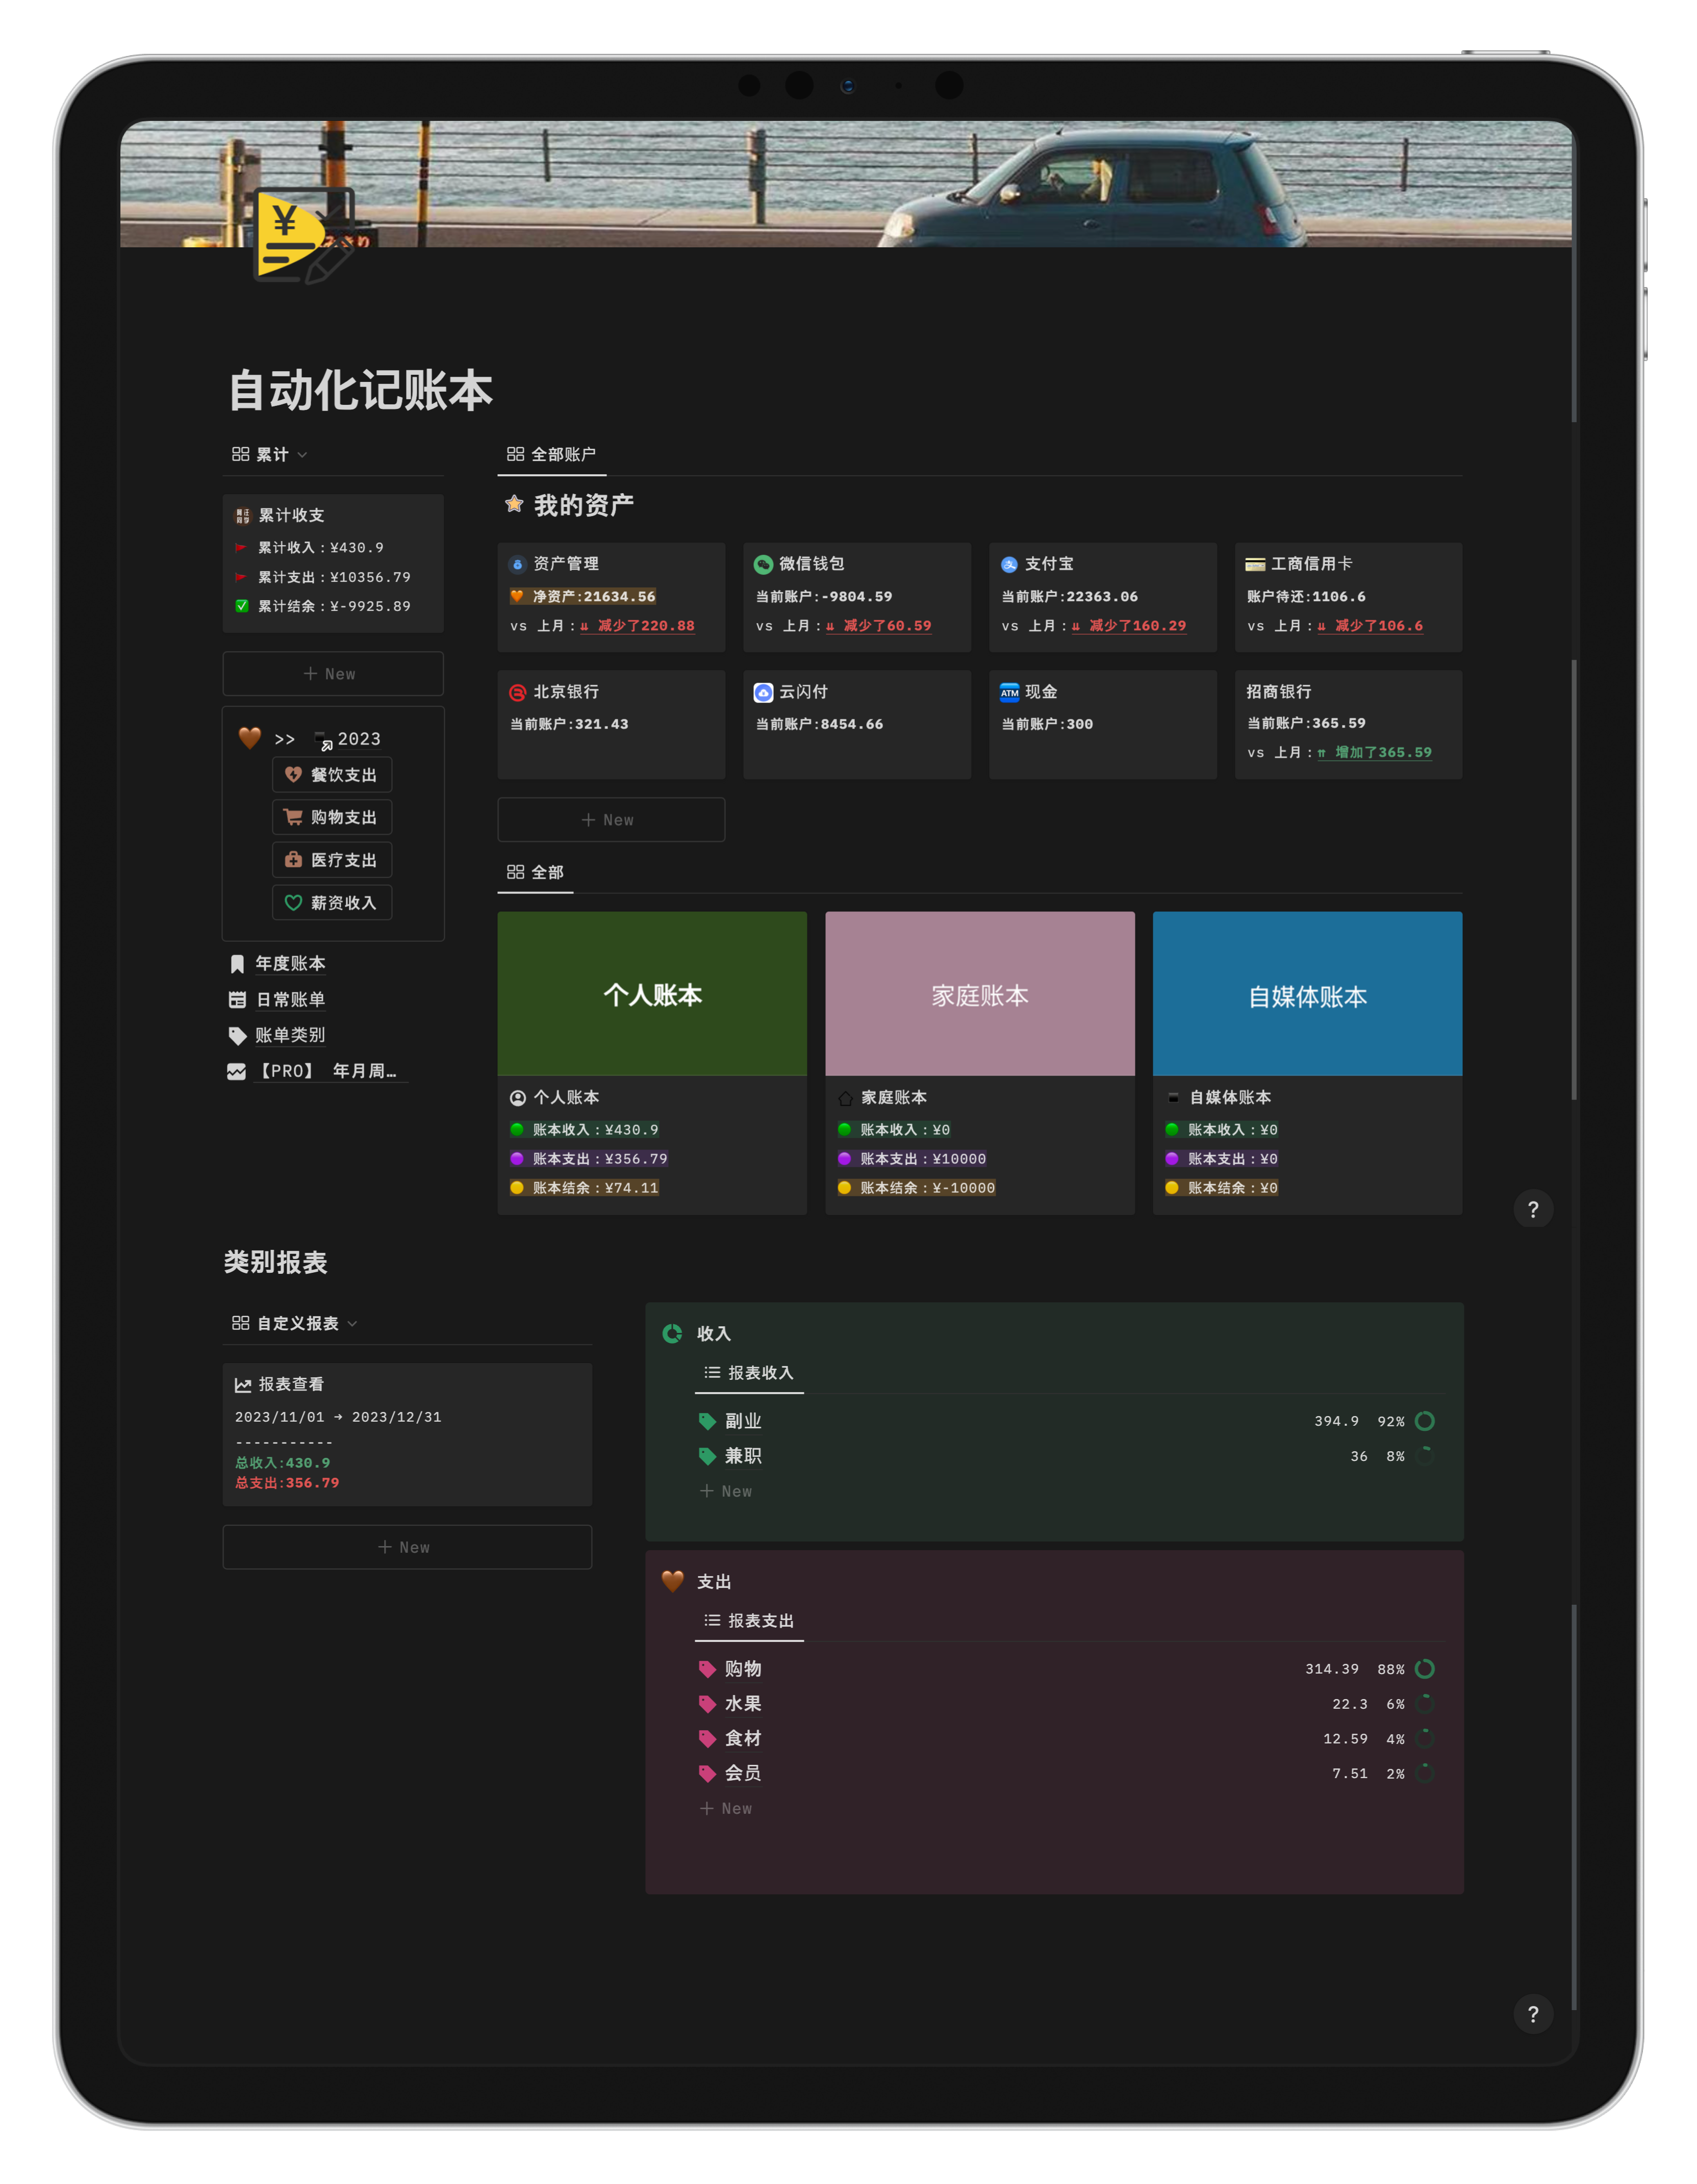 自动化记账本
累计
累计收支
累计收入：¥430.9
累计支出：¥10356.79
累计结余：¥-9925.89
+ New
>> 2023
餐饮支出
购物支出
医疗支出
薪资收入
年度账本
日常账单
账单类别
【PRO】 年月周…
全部账户
我的资产
资产管理
净资产:21634.56
vs 上月：⇊ 减少了220.88
微信钱包
当前账户:-9804.59
vs 上月：⇊ 减少了60.59
支付宝
当前账户:22363.06
vs 上月：⇊ 减少了160.29
工商信用卡
账户待还:1106.6
vs 上月：⇊ 减少了106.6
北京银行
当前账户:321.43
云闪付
当前账户:8454.66
ATM 现金
当前账户:300
招商银行
当前账户:365.59
vs 上月：⇈ 增加了365.59
+ New
全部
个人账本
个人账本
账本收入：¥430.9
账本支出：¥356.79
账本结余：¥74.11
家庭账本
家庭账本
账本收入：¥0
账本支出：¥10000
账本结余：¥-10000
自媒体账本
自媒体账本
账本收入：¥0
账本支出：¥0
账本结余：¥0
?
类别报表
自定义报表
报表查看
2023/11/01 → 2023/12/31
-----------
总收入:430.9
总支出:356.79
+ New
收入
报表收入
副业 394.9 92%
兼职 36 8%
+ New
支出
报表支出
购物 314.39 88%
水果 22.3 6%
食材 12.59 4%
会员 7.51 2%
+ New
?